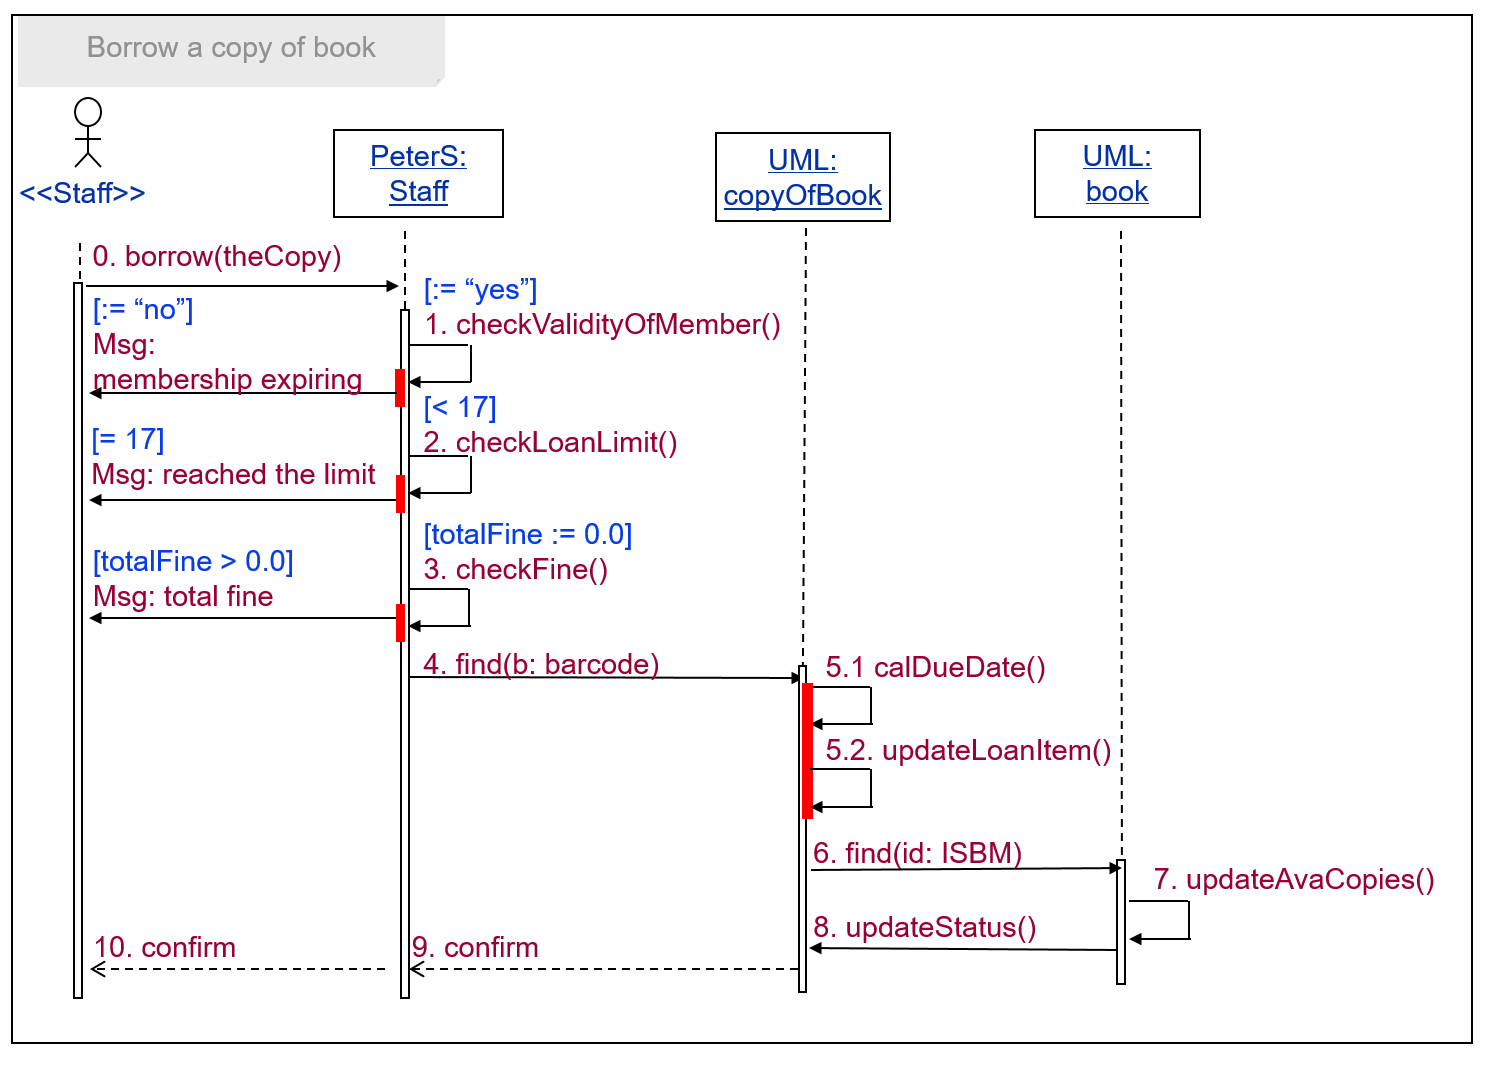 Borrow a copy of book
<<Staff>>
PeterS:
Staff
UML:
copyOfBook
UML:
book
0. borrow(theCopy)
[:= “no”]
Msg:
membership expiring
[:= “yes”]
1. checkValidityOfMember()
[< 17]
2. checkLoanLimit()
[= 17]
Msg: reached the limit
[totalFine := 0.0]
3. checkFine()
[totalFine > 0.0]
Msg: total fine
4. find(b: barcode)
5.1 calDueDate()
5.2. updateLoanItem()
6. find(id: ISBM)
7. updateAvaCopies()
8. updateStatus()
9. confirm
10. confirm